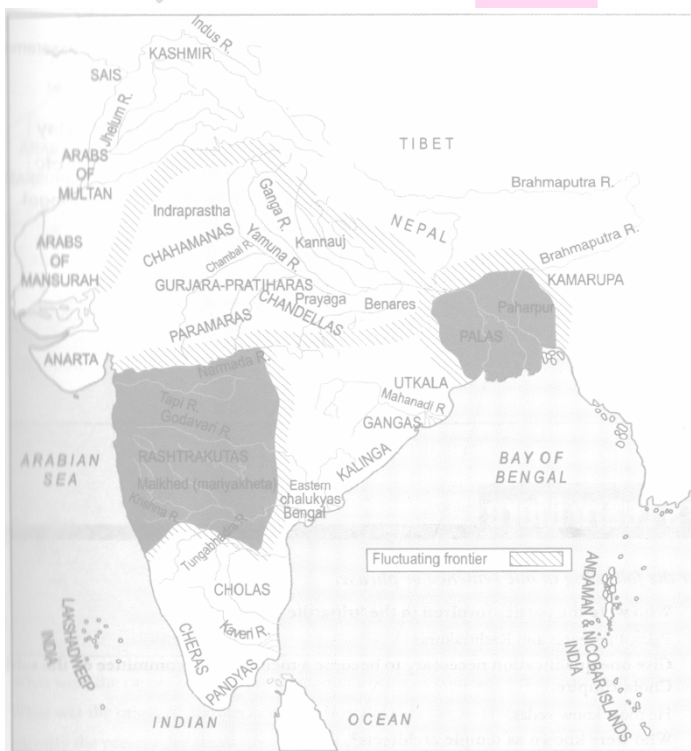 Indus R.
KASHMIR
SAIS
Jhelum R.
TIBET
ARABS
OF
MULTAN
Brahmaputra R.
Ganga R.
Indraprastha
NEPAL
CHAHAMANAS
Yamuna R.
Kannauj
Brahmaputra R.
ARABS
OF
MANSURAH
Chambal R.
KAMARUPA
GURJARA-PRATIHARAS
Prayaga
Benares
Paharpur
CHANDELLAS
PARAMARAS
PALAS
ANARTA
Narmada R.
UTKALA
Tapi R.
Mahanadi R.
Godavari R.
GANGAS
ARABIAN
SEA
RASHTRAKUTAS
KALINGA
BAY OF
BENGAL
Malkhed (manyakheta)
Eastern
chalukyas
Bengal
Krishna R.
Tungabhadra R.
Fluctuating frontier
CHOLAS
ANDAMAN & NICOBAR ISLANDS
INDIA
LAKSHADWEEP
INDIA
Kaveri R.
CHERAS
PANDYAS
INDIAN OCEAN